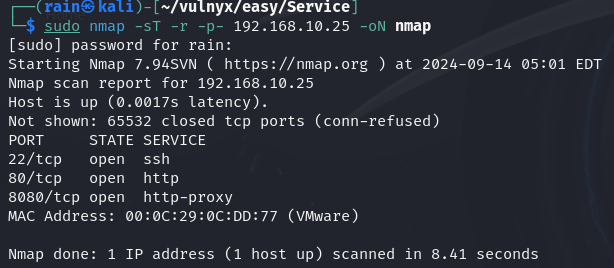 ┌──(rain㉿kali)-[~/vulnyx/easy/Service]
└─$ sudo nmap -sT -r -p- 192.168.10.25 -oN nmap
[sudo] password for rain:
Starting Nmap 7.94SVN ( https://nmap.org ) at 2024-09-14 05:01 EDT
Nmap scan report for 192.168.10.25
Host is up (0.0017s latency).
Not shown: 65532 closed tcp ports (conn-refused)
PORT     STATE SERVICE
22/tcp   open  ssh
80/tcp   open  http
8080/tcp open  http-proxy
MAC Address: 00:0C:29:0C:DD:77 (VMware)

Nmap done: 1 IP address (1 host up) scanned in 8.41 seconds